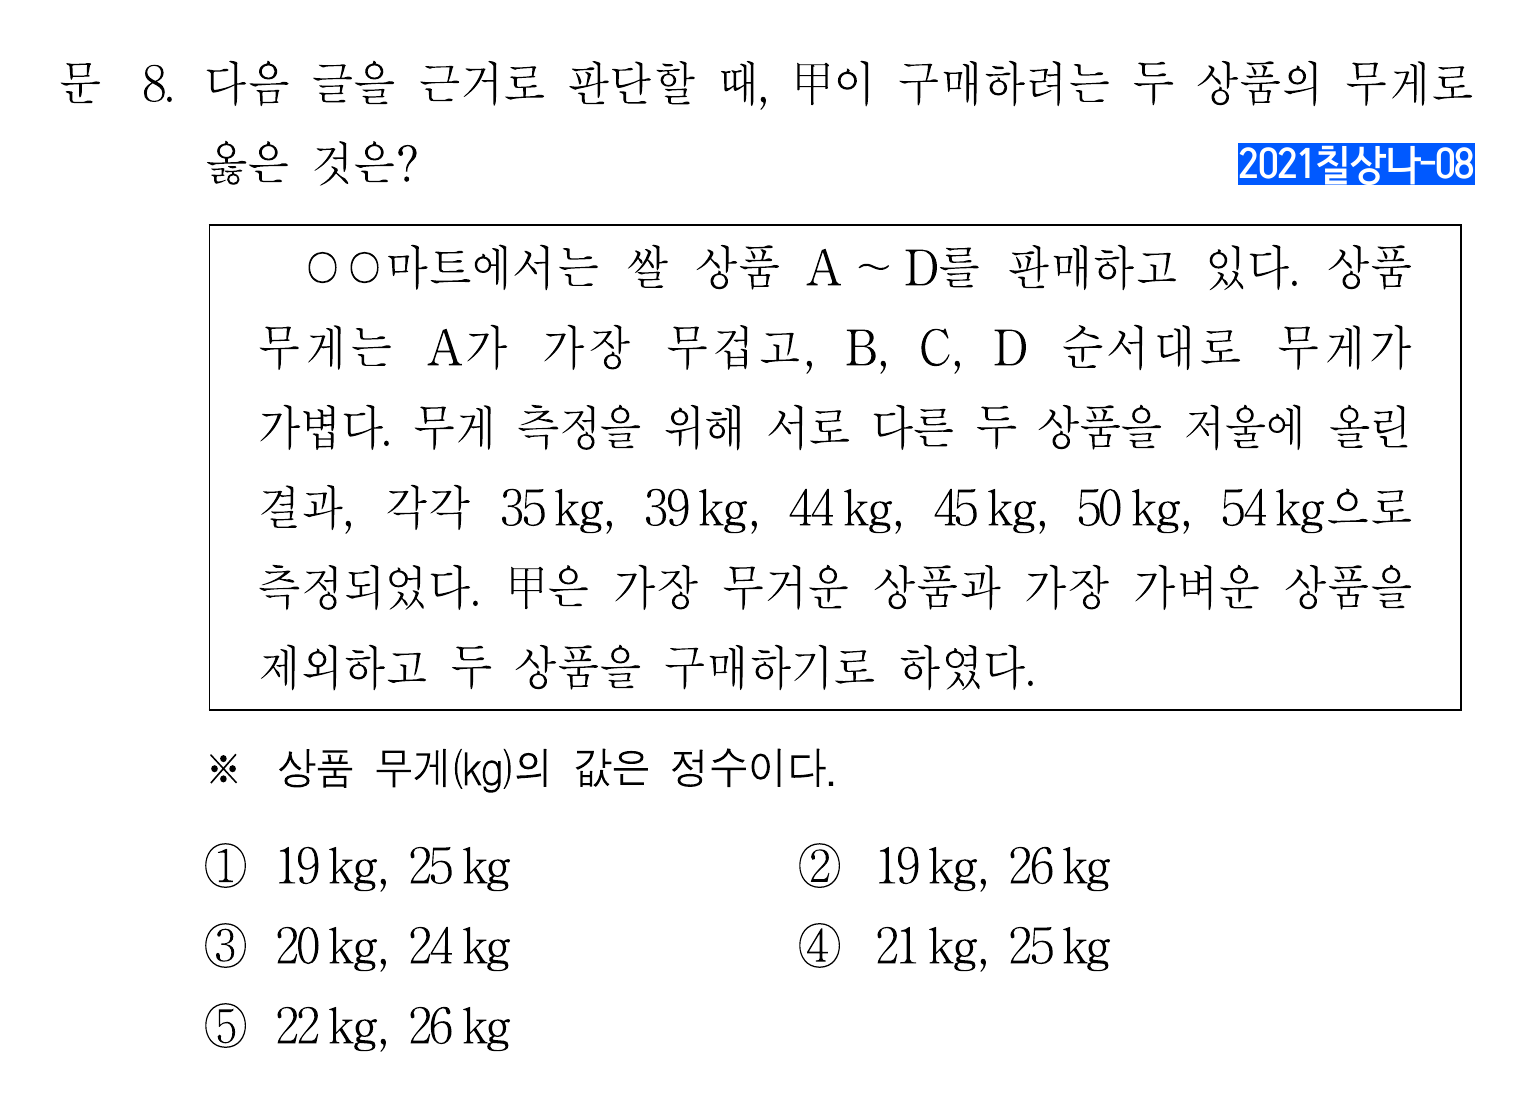 문 8. 다음 글을 근거로 판단할 때, 甲이 구매하려는 두 상품의 무게로
옳은 것은?
2021칠상나-08
○○마트에서는 쌀 상품 A ~ D를 판매하고 있다. 상품
무게는 A가 가장 무겁고, B, C, D 순서대로 무게가
가볍다. 무게 측정을 위해 서로 다른 두 상품을 저울에 올린
결과, 각각 35 kg, 39 kg, 44 kg, 45 kg, 50 kg, 54 kg으로
측정되었다. 甲은 가장 무거운 상품과 가장 가벼운 상품을
제외하고 두 상품을 구매하기로 하였다.
※ 상품 무게(kg)의 값은 정수이다.
① 19 kg, 25 kg
② 19 kg, 26 kg
③ 20 kg, 24 kg
④ 21 kg, 25 kg
⑤ 22 kg, 26 kg